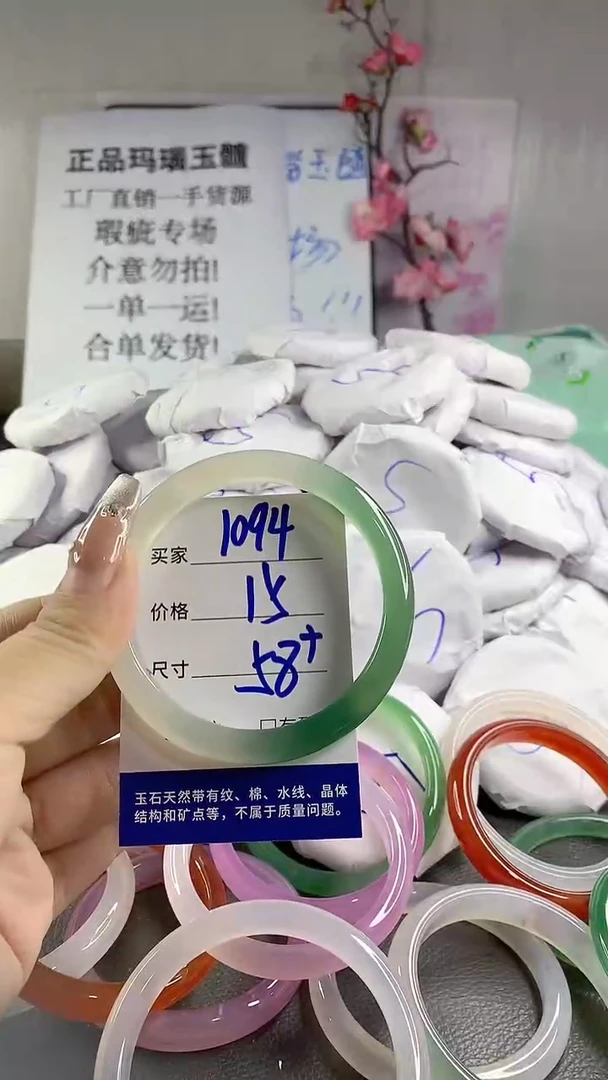 正品玛瑙玉髓
工厂直销一手货源
瑕疵专场
介意勿拍!
一单一运!
合单发货!
玉髓
场
买家 1094
价格 15
尺寸 58+
玉石天然带有纹、棉、水线、晶体
结构和矿点等，不属于质量问题。